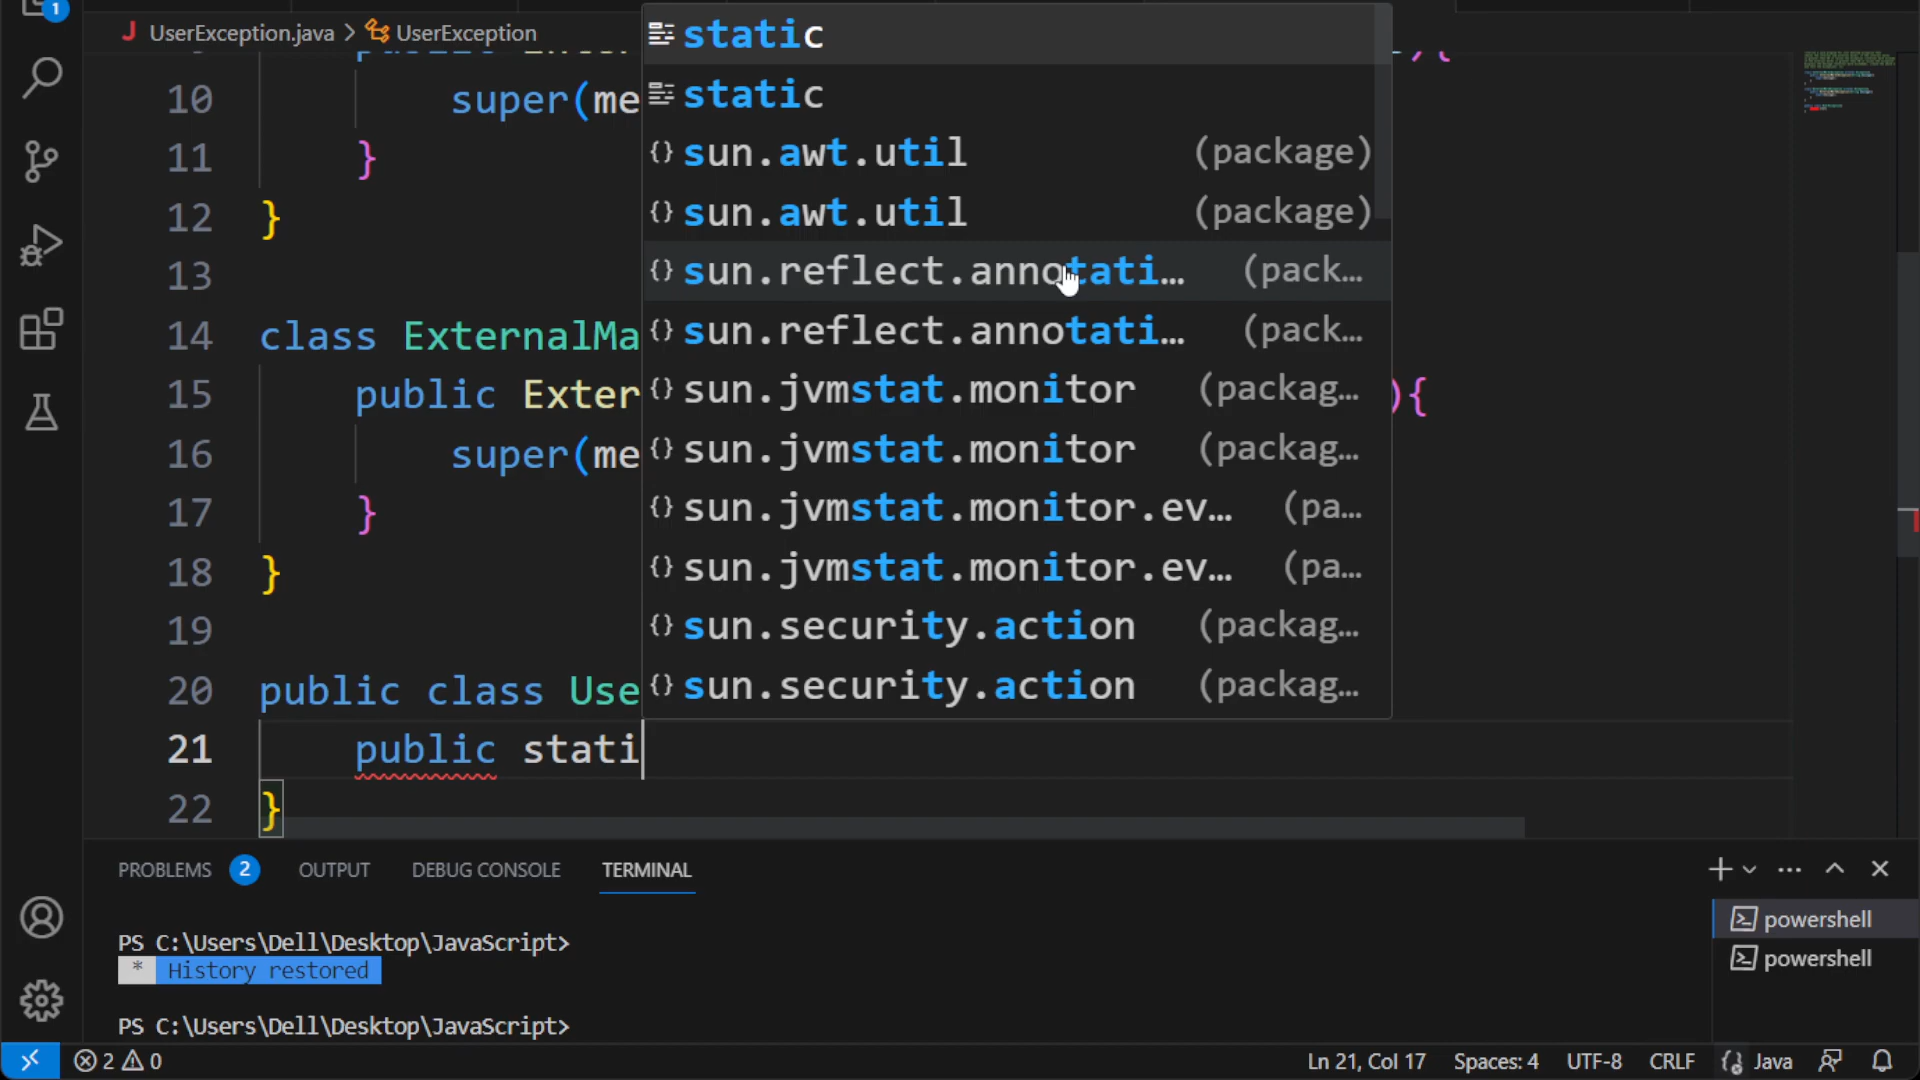 1
UserException.java > UserException
10 super(me
11 }
12 }
13
14 class ExternalMa
15 public Exter ){
16 super(me
17 }
18 }
19
20 public class Use
21 public stati
22 }
static
static
sun.awt.util (package)
sun.awt.util (package)
sun.reflect.annotati… (pack…
sun.reflect.annotati… (pack…
sun.jvmstat.monitor (packag…
sun.jvmstat.monitor (packag…
sun.jvmstat.monitor.ev… (pa…
sun.jvmstat.monitor.ev… (pa…
sun.security.action (packag…
sun.security.action (packag…
PROBLEMS 2 OUTPUT DEBUG CONSOLE TERMINAL
PS C:\Users\Dell\Desktop\JavaScript>
* History restored
PS C:\Users\Dell\Desktop\JavaScript>
powershell
powershell
2 0 Ln 21, Col 17 Spaces: 4 UTF-8 CRLF {} Java